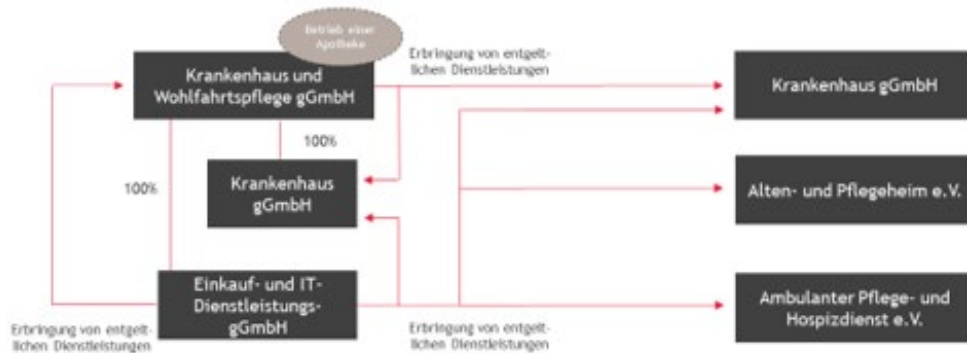 Betrieb einer
Apotheke
Erbringung von entgelt-
lichen Dienstleistungen
Krankenhaus und
Wohlfahrtspflege gGmbH
Krankenhaus gGmbH
100%
100%
Krankenhaus
gGmbH
Alten- und Pflegeheim e.V.
Einkauf- und IT-
Dienstleistungs-
gGmbH
Ambulanter Pflege- und
Hospizdienst e.V.
Erbringung von entgelt-
lichen Dienstleistungen
Erbringung von entgelt-
lichen Dienstleistungen